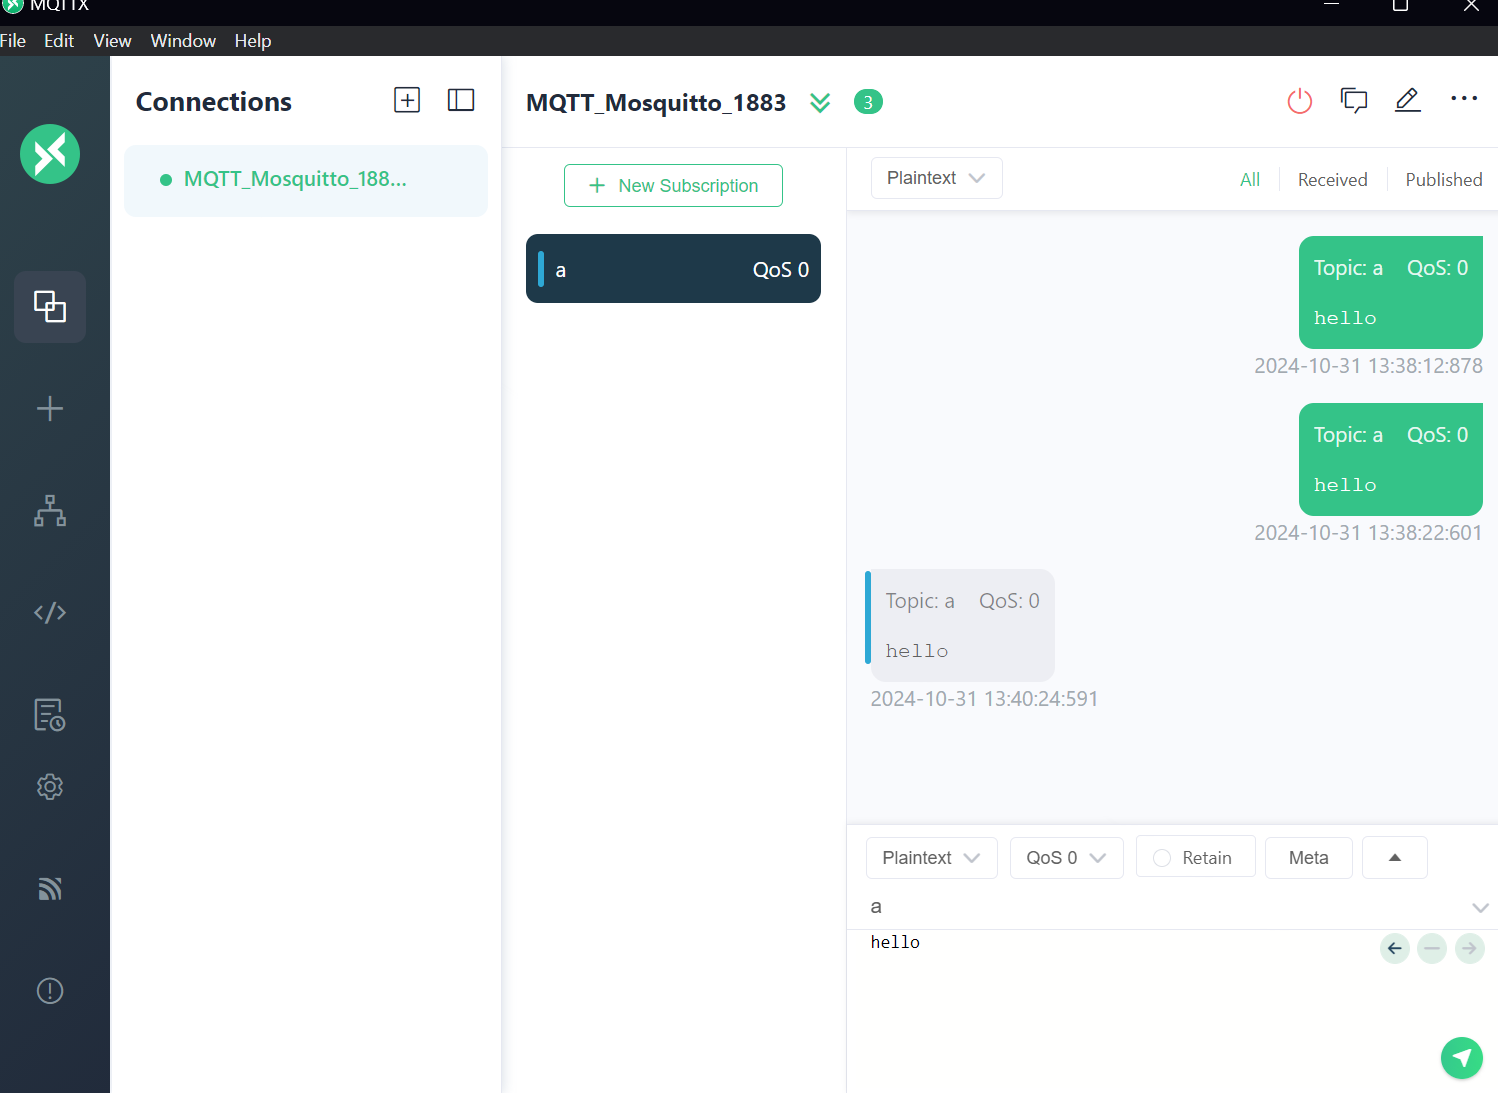 MQTTX
File Edit View Window Help
Connections
MQTT_Mosquitto_188...
MQTT_Mosquitto_1883 3
+ New Subscription
a QoS 0
Plaintext All Received Published
Topic: a QoS: 0
hello
2024-10-31 13:38:12:878
Topic: a QoS: 0
hello
2024-10-31 13:38:22:601
Topic: a QoS: 0
hello
2024-10-31 13:40:24:591
Plaintext QoS 0 Retain Meta
a
hello